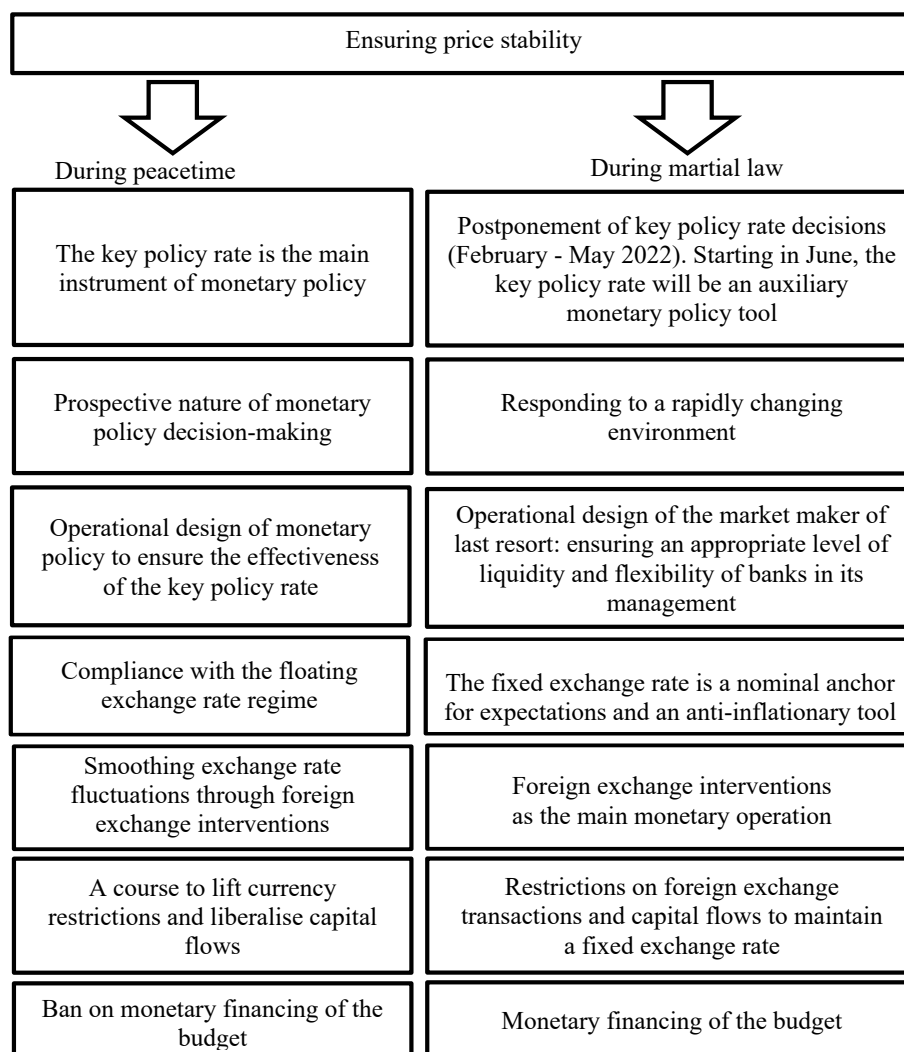 Ensuring price stability
During peacetime
During martial law
The key policy rate is the main
instrument of monetary policy
Postponement of key policy rate decisions
(February - May 2022). Starting in June, the
key policy rate will be an auxiliary
monetary policy tool
Prospective nature of monetary
policy decision-making
Responding to a rapidly changing
environment
Operational design of monetary
policy to ensure the effectiveness
of the key policy rate
Operational design of the market maker of
last resort: ensuring an appropriate level of
liquidity and flexibility of banks in its
management
Compliance with the floating
exchange rate regime
The fixed exchange rate is a nominal anchor
for expectations and an anti-inflationary tool
Smoothing exchange rate
fluctuations through foreign
exchange interventions
Foreign exchange interventions
as the main monetary operation
A course to lift currency
restrictions and liberalise capital
flows
Restrictions on foreign exchange
transactions and capital flows to maintain
a fixed exchange rate
Ban on monetary financing of the
budget
Monetary financing of the budget